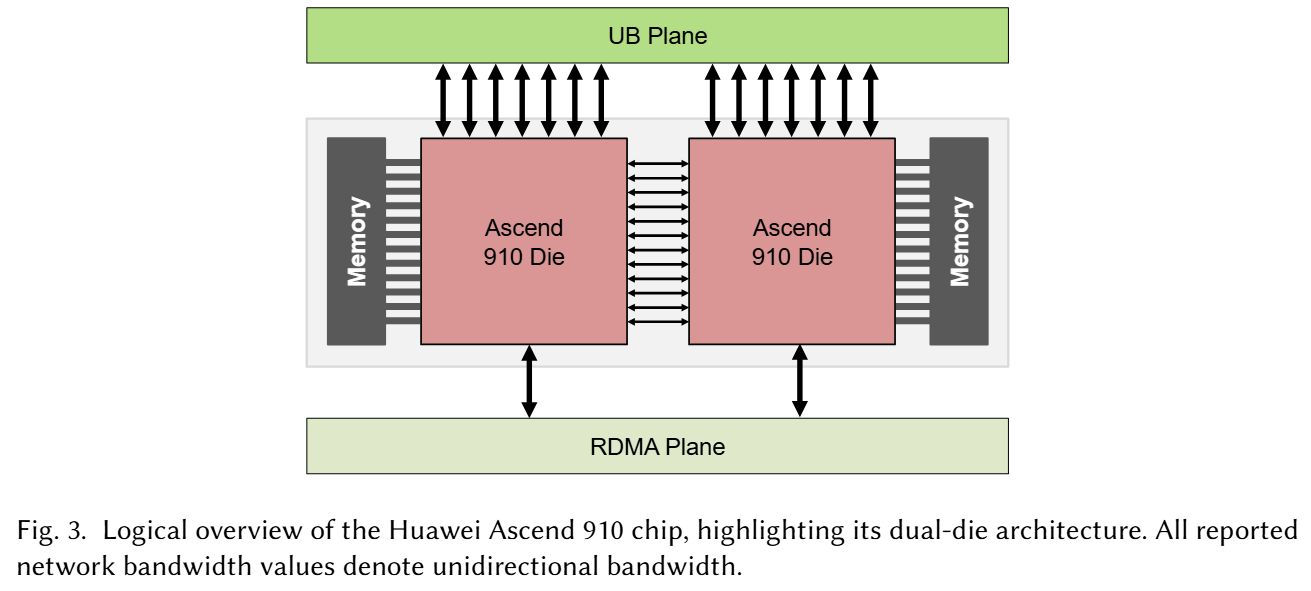 UB Plane
Memory
Ascend
910 Die
Ascend
910 Die
Memory
RDMA Plane
Fig. 3. Logical overview of the Huawei Ascend 910 chip, highlighting its dual-die architecture. All reported
network bandwidth values denote unidirectional bandwidth.